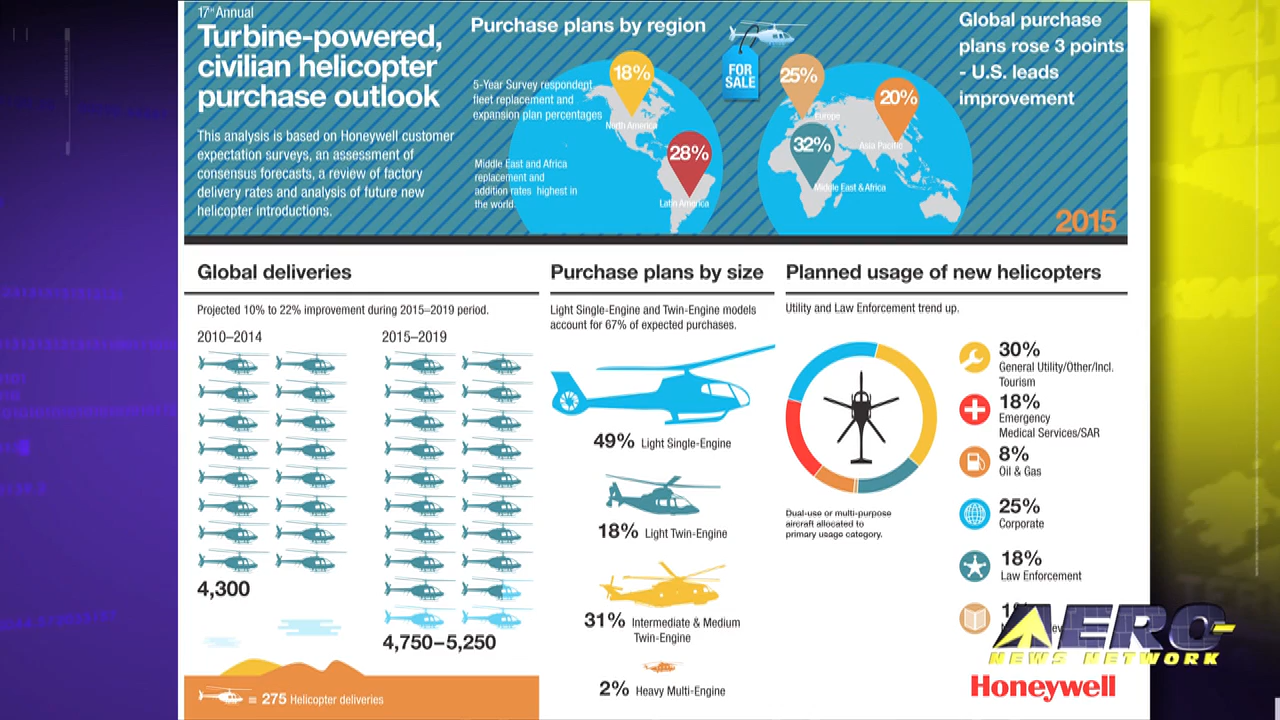 17th Annual
Turbine-powered,
civilian helicopter
purchase outlook
This analysis is based on Honeywell customer
expectation surveys, an assessment of
consensus forecasts, a review of factory
delivery rates and analysis of future new
helicopter introductions.
Purchase plans by region
5-Year Survey respondent
fleet replacement and
expansion plan percentages
Middle East and Africa
replacement and
addition rates highest in
the world.
18%
North America
28%
Latin America
FOR
SALE
25%
Europe
20%
Asia Pacific
32%
Middle East & Africa
Global purchase
plans rose 3 points
- U.S. leads
improvement
2015
Global deliveries
Projected 10% to 22% improvement during 2015–2019 period.
2010–2014
2015–2019
4,300
4,750–5,250
= 275 Helicopter deliveries
Purchase plans by size
Light Single-Engine and Twin-Engine models
account for 67% of expected purchases.
49% Light Single-Engine
18% Light Twin-Engine
31% Intermediate & Medium
Twin-Engine
2% Heavy Multi-Engine
Planned usage of new helicopters
Utility and Law Enforcement trend up.
Dual-use or multi-purpose
aircraft allocated to
primary usage category.
30%
General Utility/Other/Incl.
Tourism
18%
Emergency
Medical Services/SAR
8%
Oil & Gas
25%
Corporate
18%
Law Enforcement
AERO-
NEWS NETWORK
Honeywell